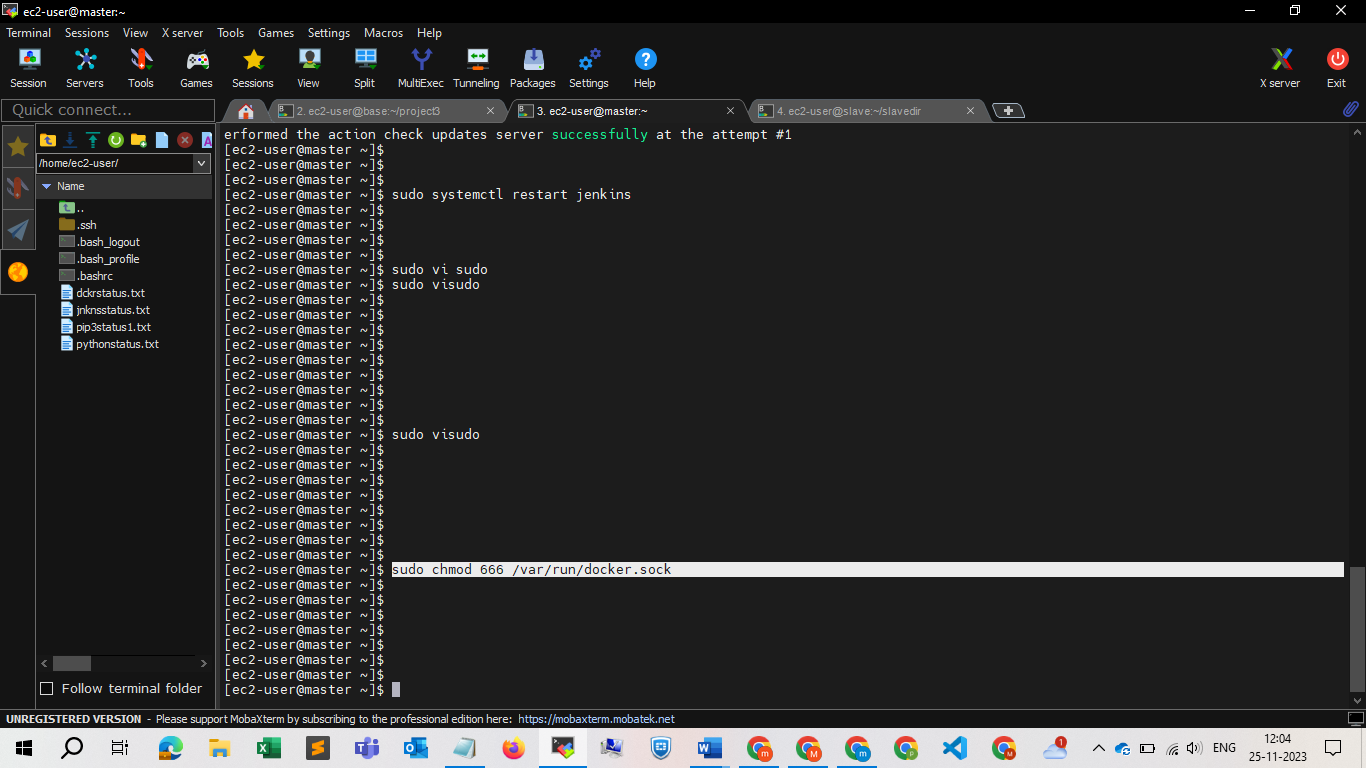 ec2-user@master:~
Terminal Sessions View X server Tools Games Settings Macros Help
Session Servers Tools Games Sessions View Split MultiExec Tunneling Packages Settings Help X server Exit
Quick connect...
2. ec2-user@base:~/project3
3. ec2-user@master:~
4. ec2-user@slave:~/slavedir
/home/ec2-user/
Name
..
.ssh
.bash_logout
.bash_profile
.bashrc
dckrstatus.txt
jnknsstatus.txt
pip3status1.txt
pythonstatus.txt
Follow terminal folder
erformed the action check updates server successfully at the attempt #1
[ec2-user@master ~]$
[ec2-user@master ~]$
[ec2-user@master ~]$
[ec2-user@master ~]$ sudo systemctl restart jenkins
[ec2-user@master ~]$
[ec2-user@master ~]$
[ec2-user@master ~]$
[ec2-user@master ~]$
[ec2-user@master ~]$ sudo vi sudo
[ec2-user@master ~]$ sudo visudo
[ec2-user@master ~]$
[ec2-user@master ~]$
[ec2-user@master ~]$
[ec2-user@master ~]$
[ec2-user@master ~]$
[ec2-user@master ~]$
[ec2-user@master ~]$
[ec2-user@master ~]$
[ec2-user@master ~]$
[ec2-user@master ~]$ sudo visudo
[ec2-user@master ~]$
[ec2-user@master ~]$
[ec2-user@master ~]$
[ec2-user@master ~]$
[ec2-user@master ~]$
[ec2-user@master ~]$
[ec2-user@master ~]$
[ec2-user@master ~]$
[ec2-user@master ~]$ sudo chmod 666 /var/run/docker.sock
[ec2-user@master ~]$
[ec2-user@master ~]$
[ec2-user@master ~]$
[ec2-user@master ~]$
[ec2-user@master ~]$
[ec2-user@master ~]$
[ec2-user@master ~]$
[ec2-user@master ~]$
UNREGISTERED VERSION - Please support MobaXterm by subscribing to the professional edition here: https://mobaxterm.mobatek.net
ENG
12:04
25-11-2023